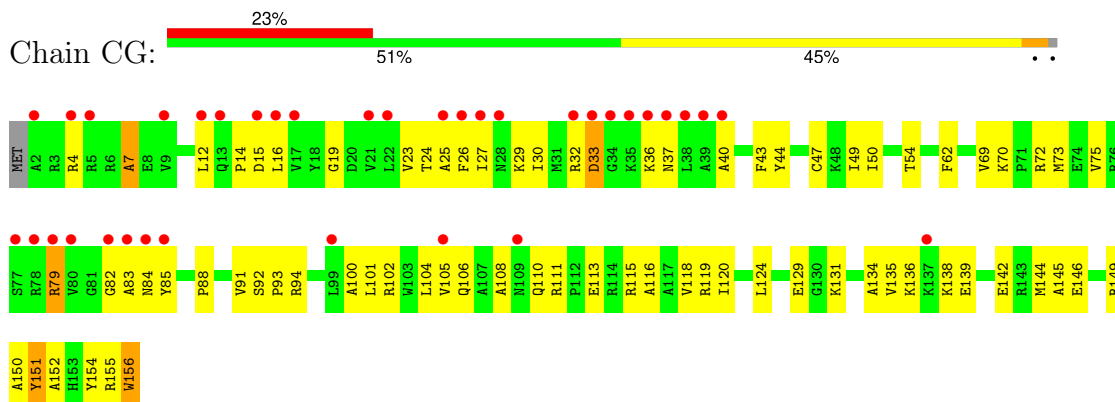 23%
Chain CG:
51% 45% . .
MET A2 R3 R4 R5 R6 A7 E8 V9 L12 Q13 P14 D15 L16 V17 Y18 G19 D20 V21 L22 V23 T24 A25 F26 I27 N28 K29 I30 M31 R32 D33 G34 K35 K36 N37 L38 A39 A40 F43 Y44 C47 K48 I49 I50 T54 F62 V69 K70 P71 R72 M73 E74 V75 R76
S77 R78 R79 V80 G81 G82 A83 N84 Y85 P88 V91 S92 P93 R94 L99 A100 L101 R102 W103 L104 V105 Q106 A107 A108 N109 Q110 R111 P112 E113 R114 R115 A116 A117 V118 R119 I120 L124 E129 G130 K131 A134 V135 K136 K137 K138 E139 E142 R143 M144 A145 E146 R149
A150 Y151 A152 H153 Y154 R155 W156